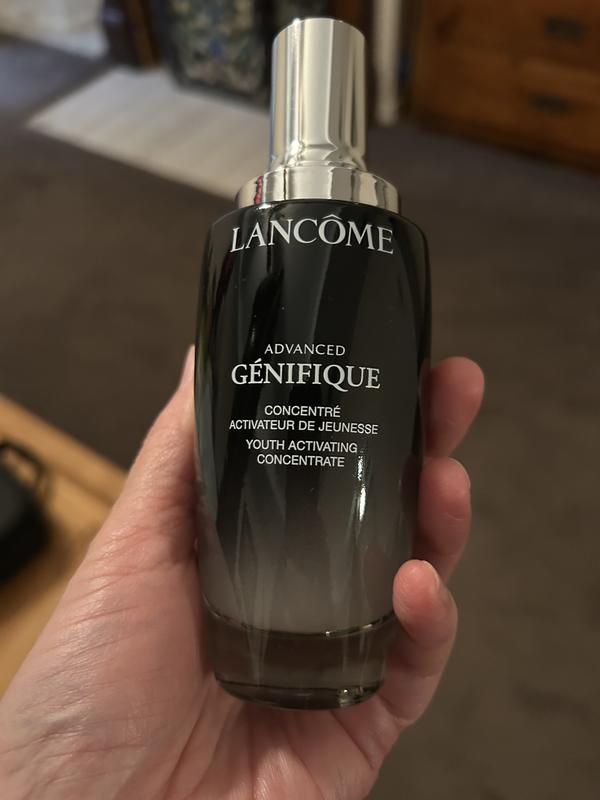 LANCÔME
ADVANCED
GÉNIFIQUE
CONCENTRÉ
ACTIVATEUR DE JEUNESSE
YOUTH ACTIVATING
CONCENTRATE